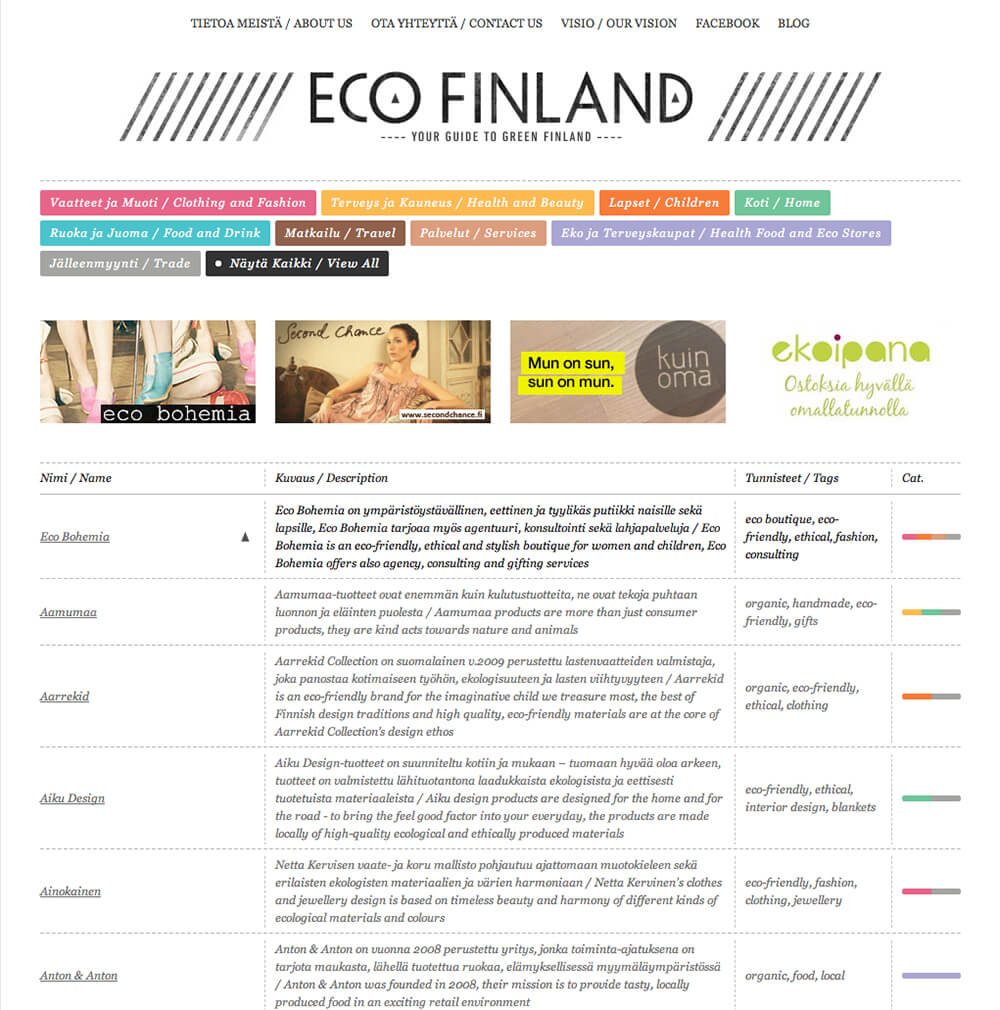 TIETOA MEISTÄ / ABOUT US OTA YHTEYTTÄ / CONTACT US VISIO / OUR VISION FACEBOOK BLOG
ECO FINLAND
---- YOUR GUIDE TO GREEN FINLAND ----
Vaatteet ja Muoti / Clothing and Fashion Terveys ja Kauneus / Health and Beauty Lapset / Children Koti / Home
Ruoka ja Juoma / Food and Drink Matkailu / Travel Palvelut / Services Eko ja Terveyskaupat / Health Food and Eco Stores
Jälleenmyynti / Trade Näytä Kaikki / View All
eco bohemia
Second Chance
www.secondchance.fi
Mun on sun,
sun on mun.
kuin
oma
ekoipana
Ostoksia hyvällä
omallatunnolla
Nimi / Name Kuvaus / Description Tunnisteet / Tags Cat.
Eco Bohemia
Eco Bohemia on ympäristöystävällinen, eettinen ja tyylikäs putiikki naisille sekä
lapsille, Eco Bohemia tarjoaa myös agentuuri, konsultointi sekä lahjapalveluja / Eco
Bohemia is an eco-friendly, ethical and stylish boutique for women and children, Eco
Bohemia offers also agency, consulting and gifting services
eco boutique, eco-
friendly, ethical, fashion,
consulting
Aamumaa
Aamumaa-tuotteet ovat enemmän kuin kulutustuotteita, ne ovat tekoja puhtaan
luonnon ja eläinten puolesta / Aamumaa products are more than just consumer
products, they are kind acts towards nature and animals
organic, handmade, eco-
friendly, gifts
Aarrekid
Aarrekid Collection on suomalainen v.2009 perustettu lastenvaatteiden valmistaja,
joka panostaa kotimaiseen työhön, ekologisuuteen ja lasten viihtyvyyteen / Aarrekid
is an eco-friendly brand for the imaginative child we treasure most, the best of
Finnish design traditions and high quality, eco-friendly materials are at the core of
Aarrekid Collection's design ethos
organic, eco-friendly,
ethical, clothing
Aiku Design
Aiku Design-tuotteet on suunniteltu kotiin ja mukaan – tuomaan hyvää oloa arkeen,
tuotteet on valmistettu lähituotantona laadukkaista ekologisista ja eettisesti
tuotetuista materiaaleista / Aiku design products are designed for the home and for
the road - to bring the feel good factor into your everyday, the products are made
locally of high-quality ecological and ethically produced materials
eco-friendly, ethical,
interior design, blankets
Ainokainen
Netta Kervisen vaate- ja koru mallisto pohjautuu ajattomaan muotokieleen sekä
erilaisten ekologisten materiaalien ja värien harmoniaan / Netta Kervinen's clothes
and jewellery design is based on timeless beauty and harmony of different kinds of
ecological materials and colours
eco-friendly, fashion,
clothing, jewellery
Anton & Anton
Anton & Anton on vuonna 2008 perustettu yritys, jonka toiminta-ajatuksena on
tarjota maukasta, lähellä tuotettua ruokaa, elämyksellisessä myymäläympäristössä
/ Anton & Anton was founded in 2008, their mission is to provide tasty, locally
produced food in an exciting retail environment
organic, food, local